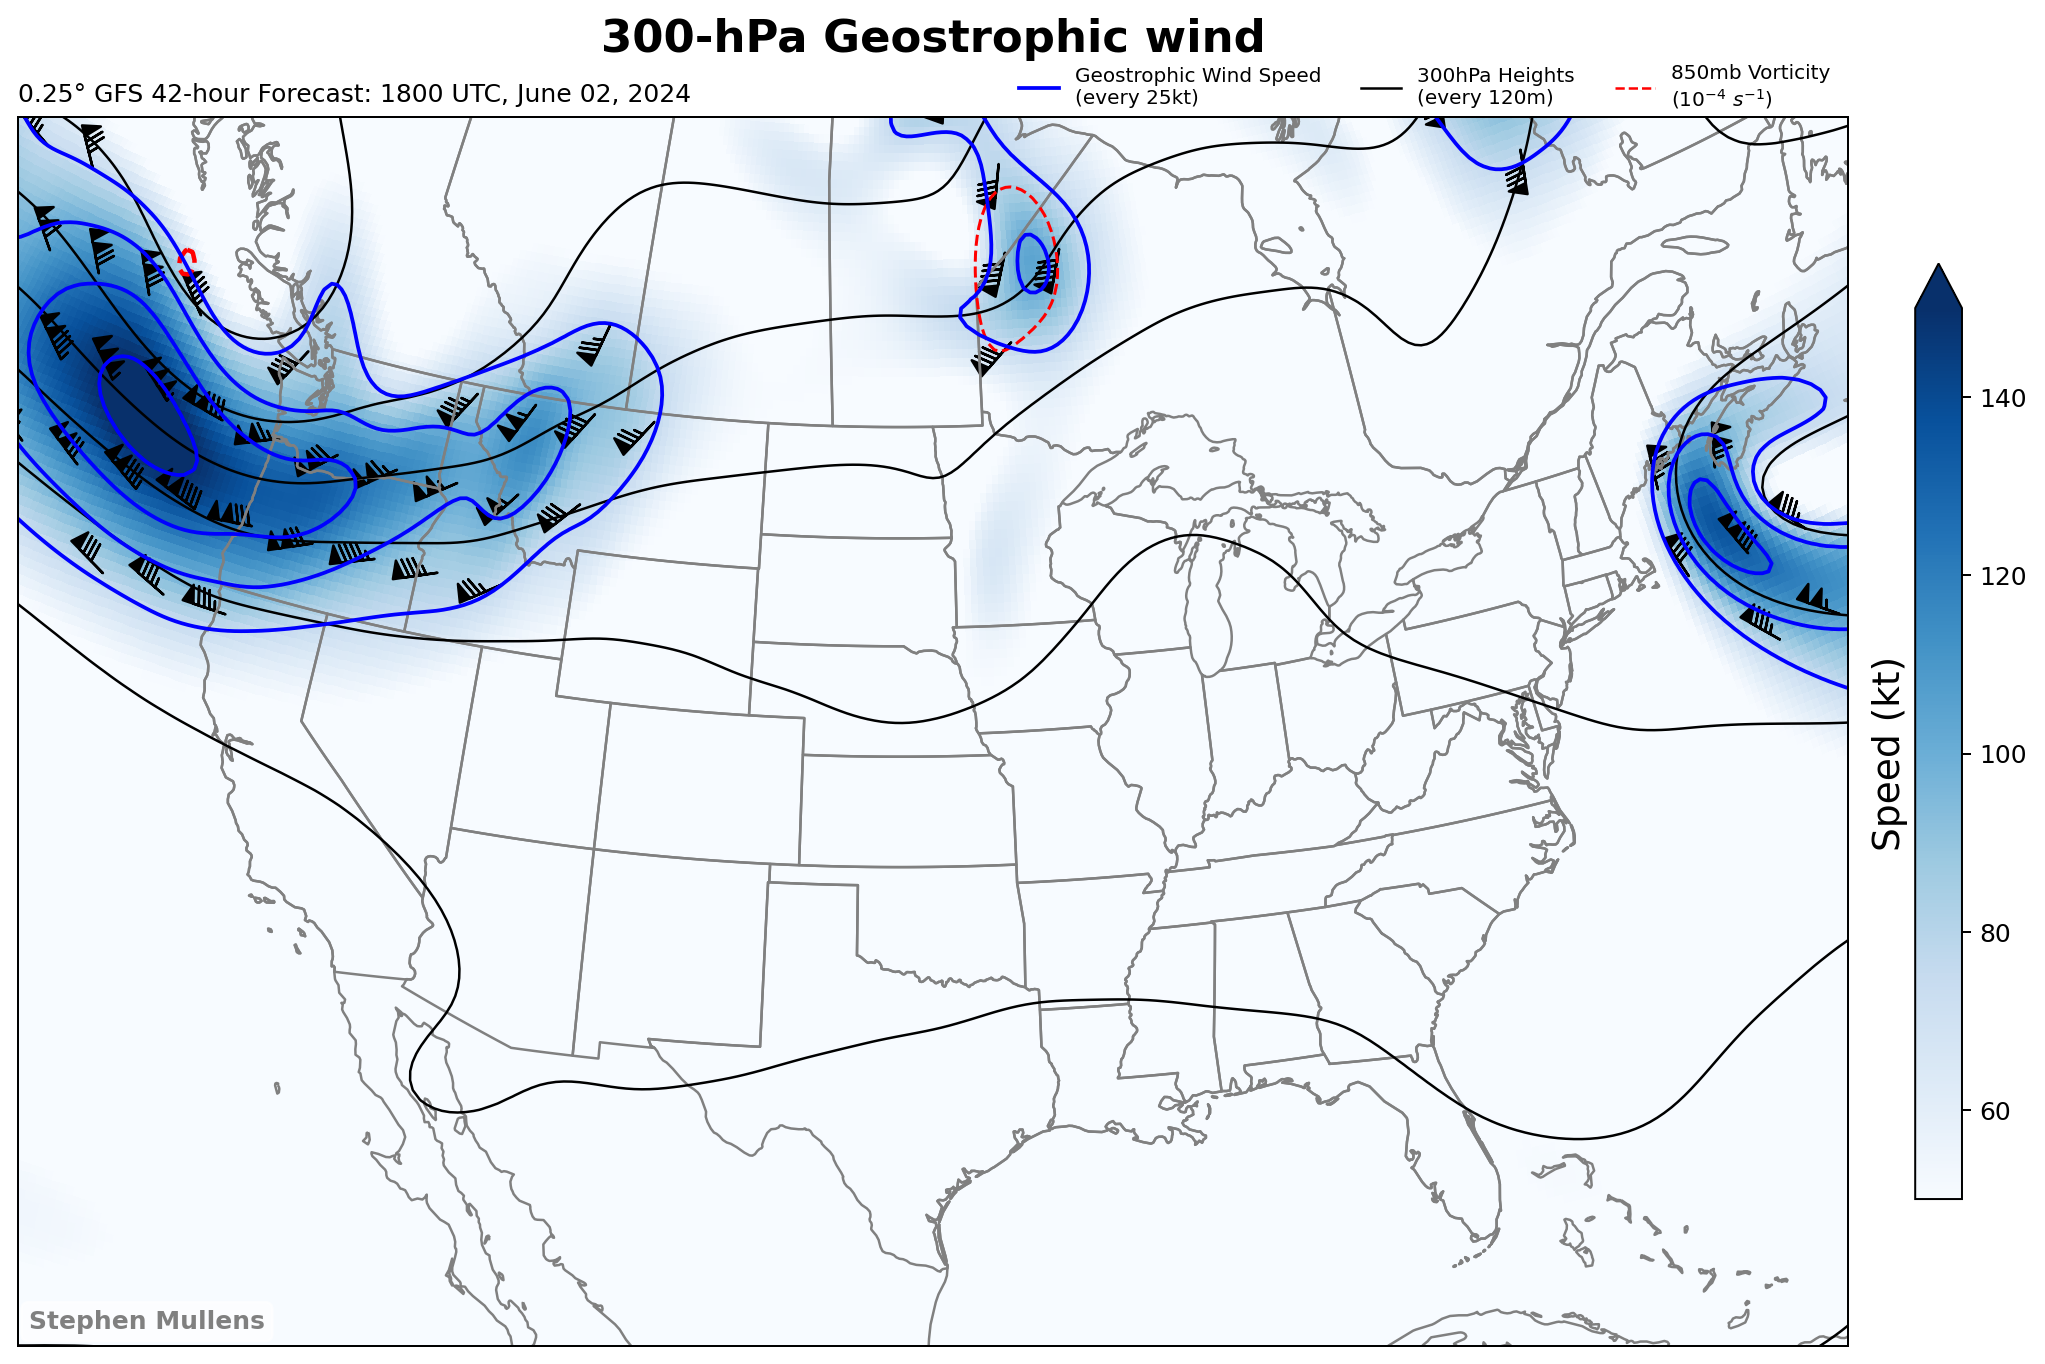 300-hPa Geostrophic wind
0.25° GFS 42-hour Forecast: 1800 UTC, June 02, 2024
Geostrophic Wind Speed
(every 25kt)
300hPa Heights
(every 120m)
850mb Vorticity
(10⁻⁴ s⁻¹)
140
120
100
80
60
Speed (kt)
Stephen Mullens